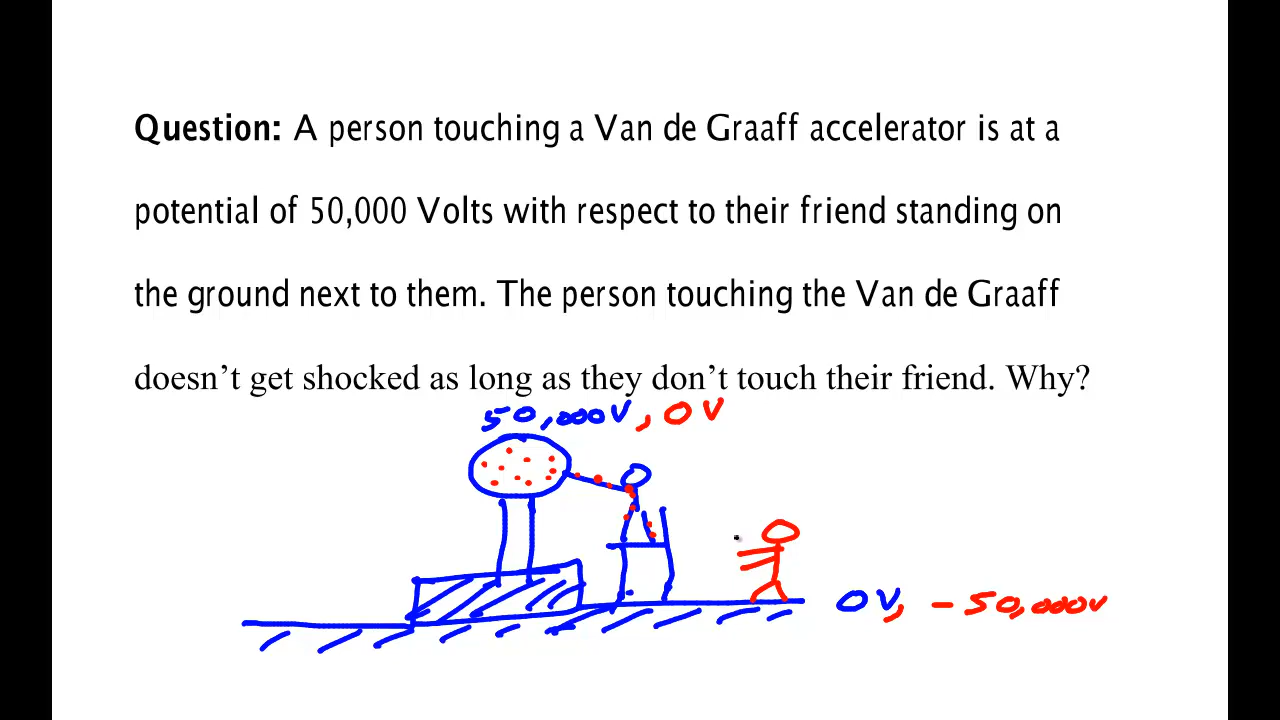 Question: A person touching a Van de Graaff accelerator is at a
potential of 50,000 Volts with respect to their friend standing on
the ground next to them. The person touching the Van de Graaff
doesn’t get shocked as long as they don’t touch their friend. Why?
50,000V, 0V
0V, -50,000V